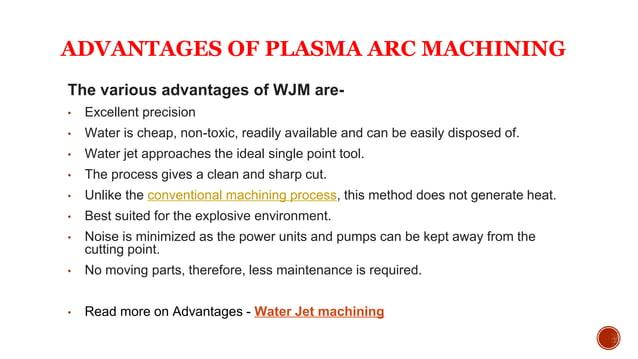 ADVANTAGES OF PLASMA ARC MACHINING
The various advantages of WJM are-
• Excellent precision
• Water is cheap, non-toxic, readily available and can be easily disposed of.
• Water jet approaches the ideal single point tool.
• The process gives a clean and sharp cut.
• Unlike the conventional machining process, this method does not generate heat.
• Best suited for the explosive environment.
• Noise is minimized as the power units and pumps can be kept away from the
cutting point.
• No moving parts, therefore, less maintenance is required.
• Read more on Advantages - Water Jet machining